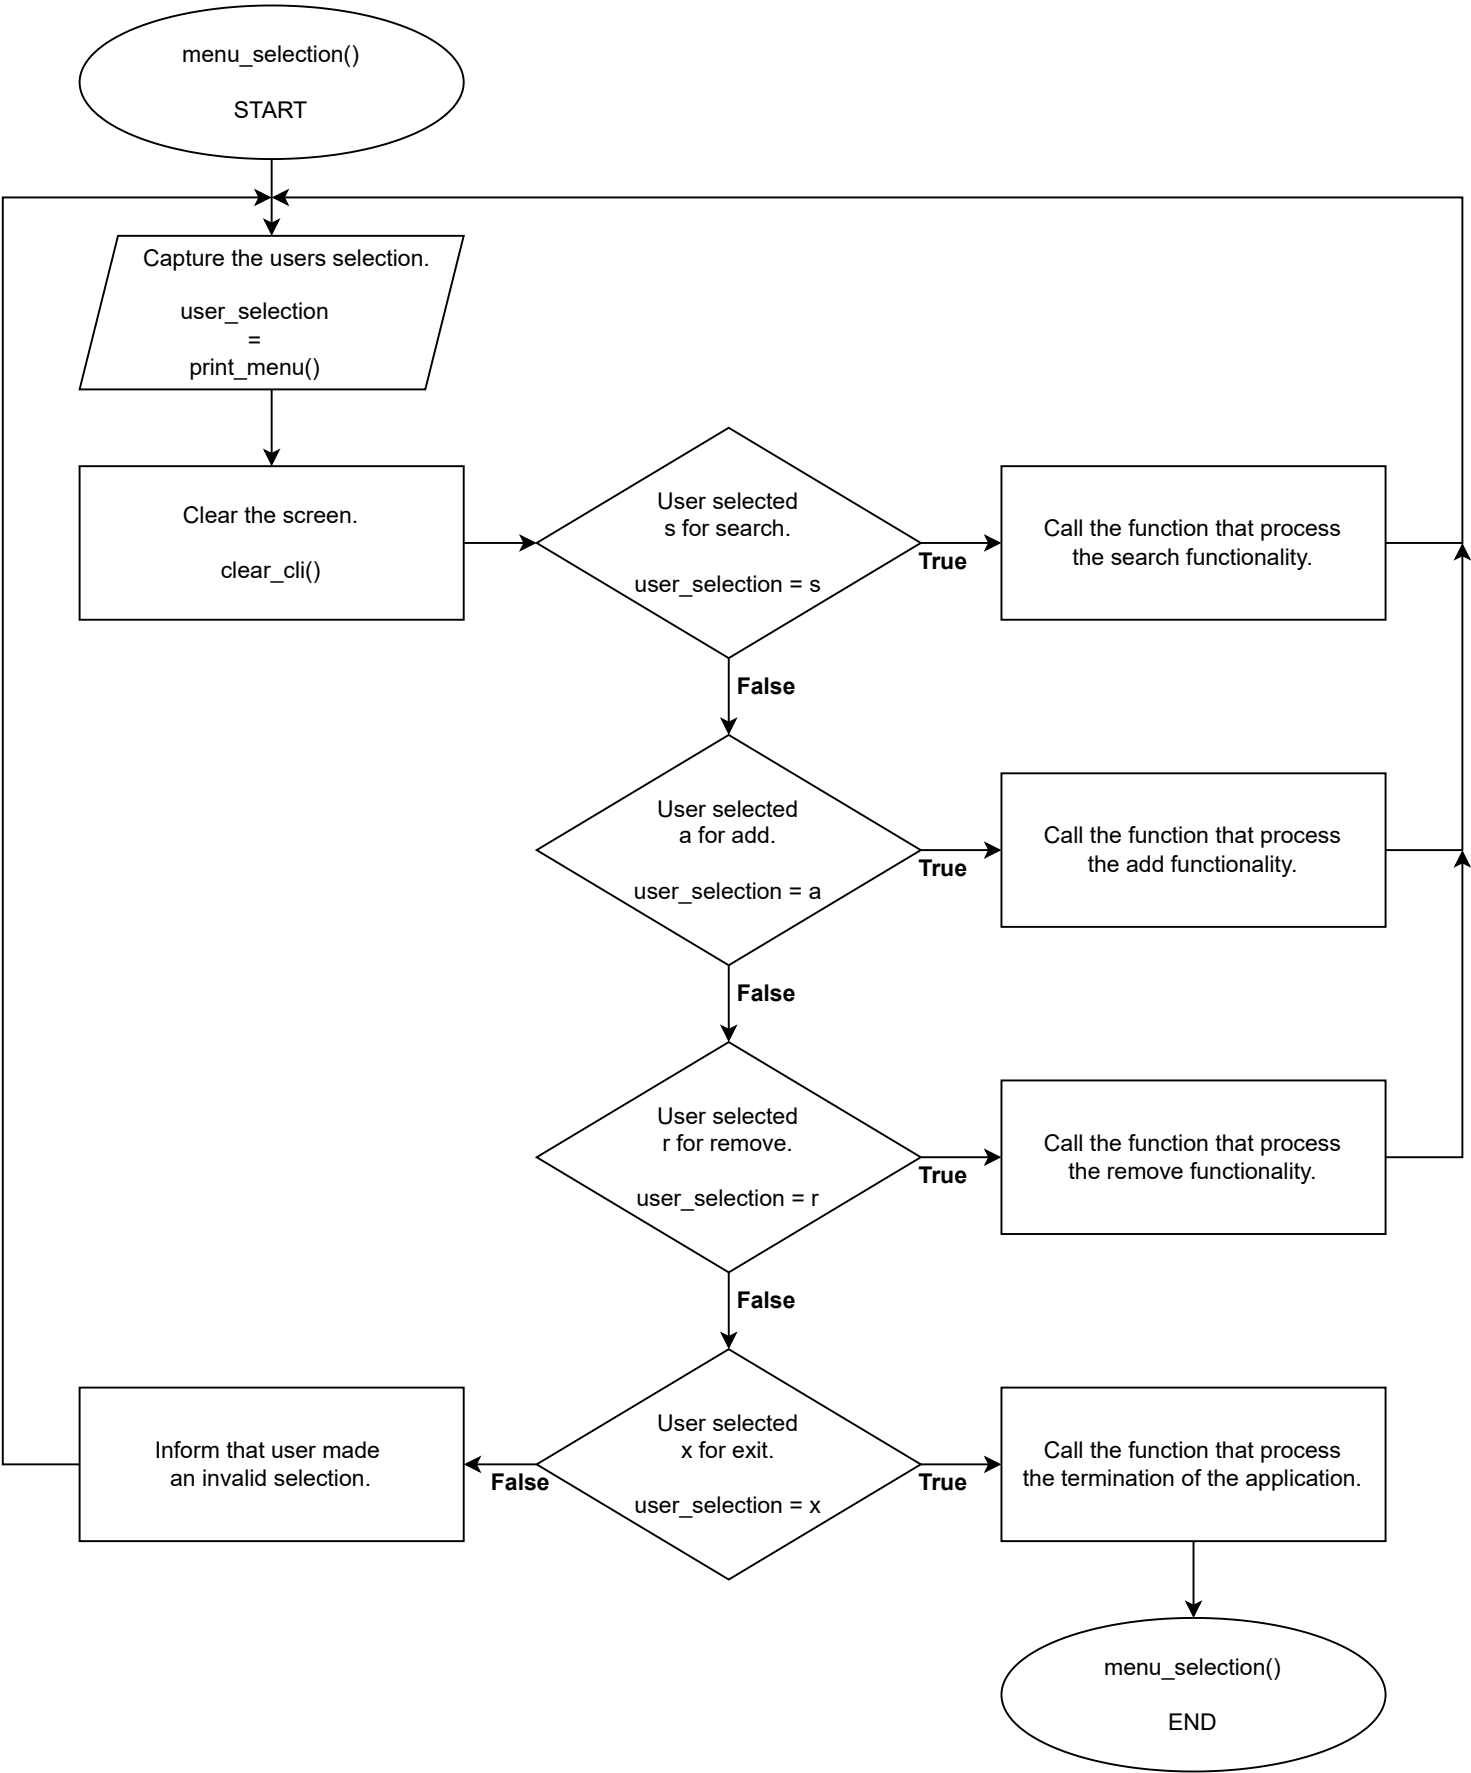 menu_selection()
START
Capture the users selection.
user_selection
=
print_menu()
Clear the screen.
clear_cli()
User selected
s for search.
user_selection = s
True
Call the function that process
the search functionality.
False
User selected
a for add.
user_selection = a
True
Call the function that process
the add functionality.
False
User selected
r for remove.
user_selection = r
True
Call the function that process
the remove functionality.
False
User selected
x for exit.
user_selection = x
True
Call the function that process
the termination of the application.
False
Inform that user made
an invalid selection.
menu_selection()
END